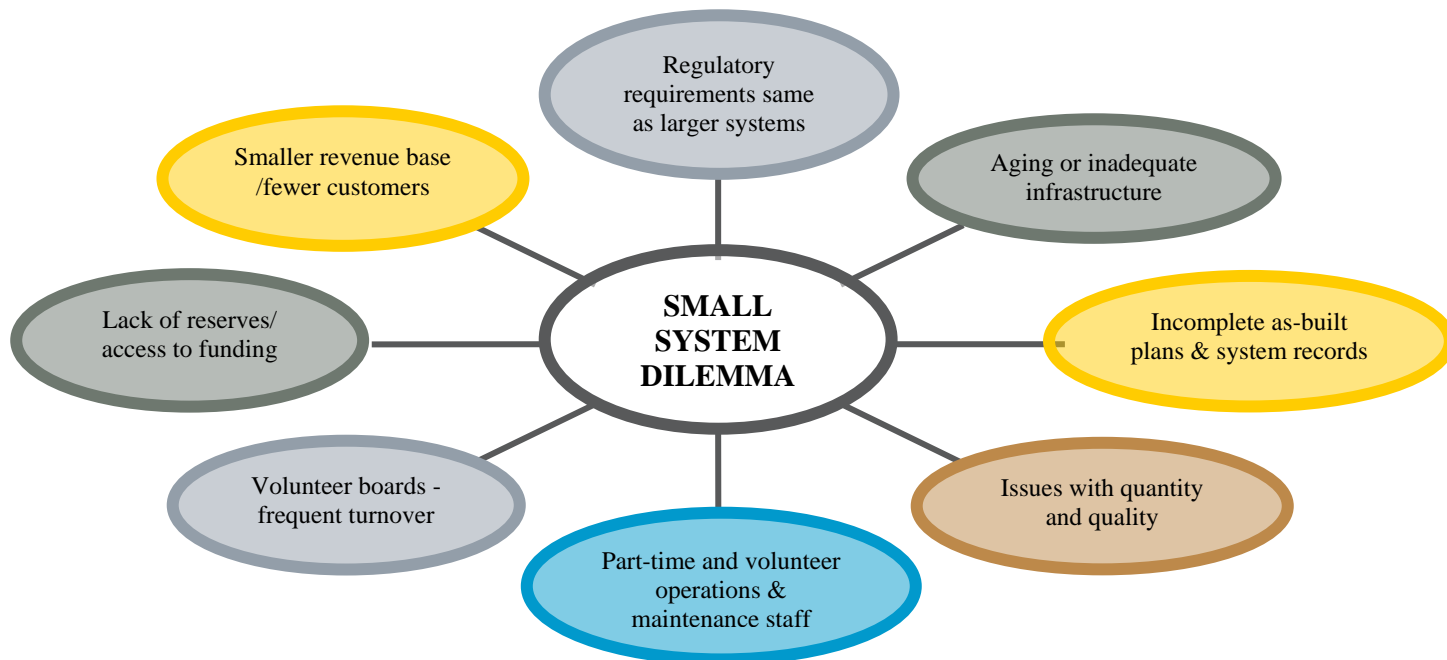 Regulatory
requirements same
as larger systems
Smaller revenue base
/fewer customers
Aging or inadequate
infrastructure
Lack of reserves/
access to funding
SMALL
SYSTEM
DILEMMA
Incomplete as-built
plans & system records
Volunteer boards -
frequent turnover
Issues with quantity
and quality
Part-time and volunteer
operations &
maintenance staff